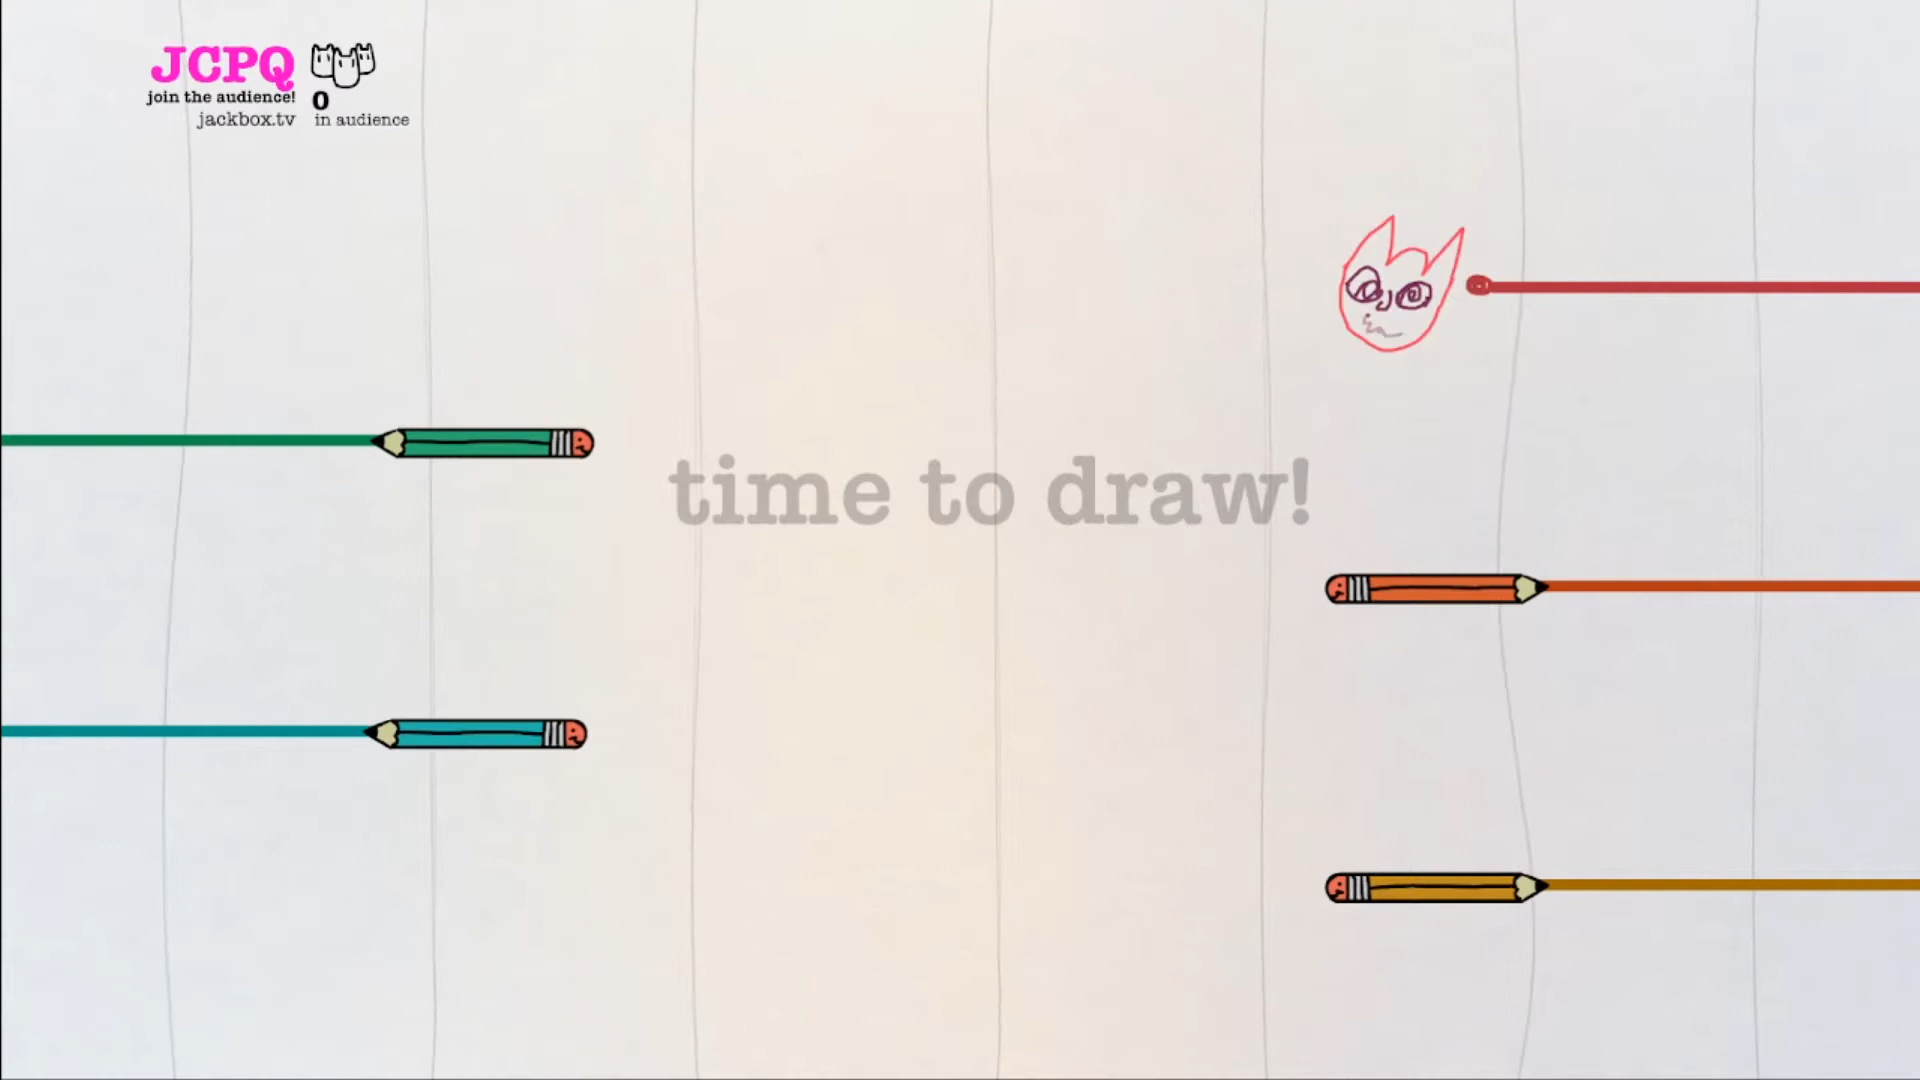 JCPQ
join the audience!
jackbox.tv
0
in audience
time to draw!